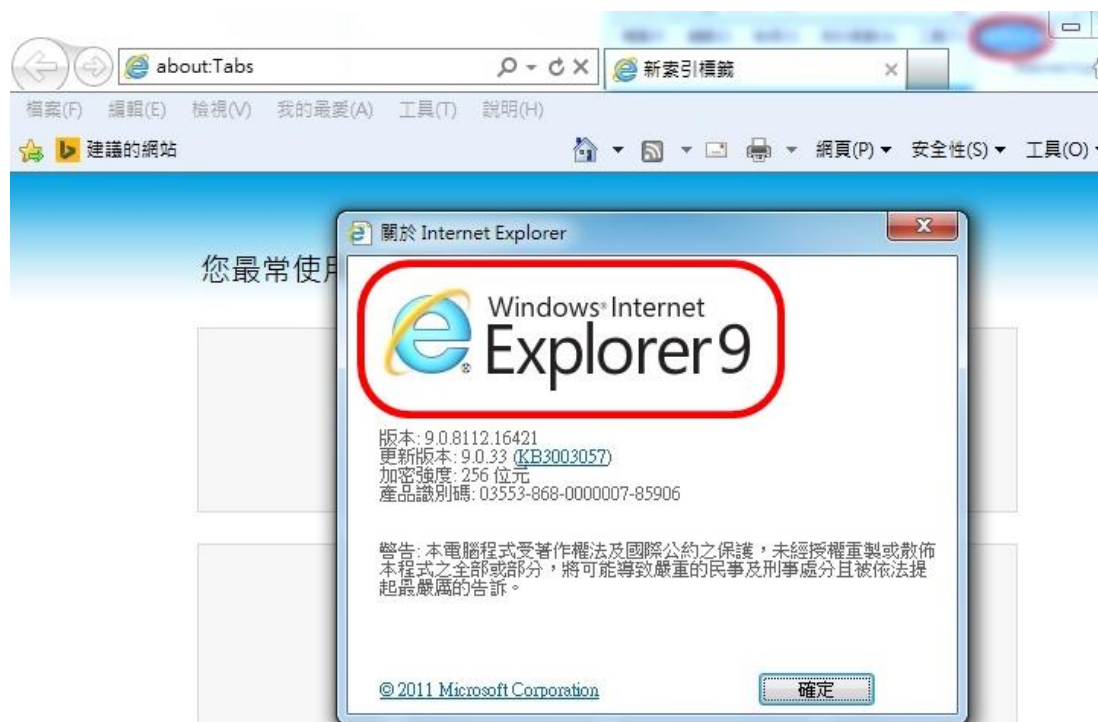 about:Tabs
新索引標籤
檔案(F) 編輯(E) 檢視(V) 我的最愛(A) 工具(T) 說明(H)
建議的網站
網頁(P) 安全性(S) 工具(O)
您最常使用
關於 Internet Explorer
Windows® Internet
Explorer 9
版本: 9.0.8112.16421
更新版本: 9.0.33 (KB3003057)
加密強度: 256 位元
產品識別碼: 03553-868-0000007-85906
警告: 本電腦程式受著作權法及國際公約之保護，未經授權重製或散佈
本程式之全部或部分，將可能導致嚴重的民事及刑事處分且被依法提
起最嚴厲的告訴。
© 2011 Microsoft Corporation
確定